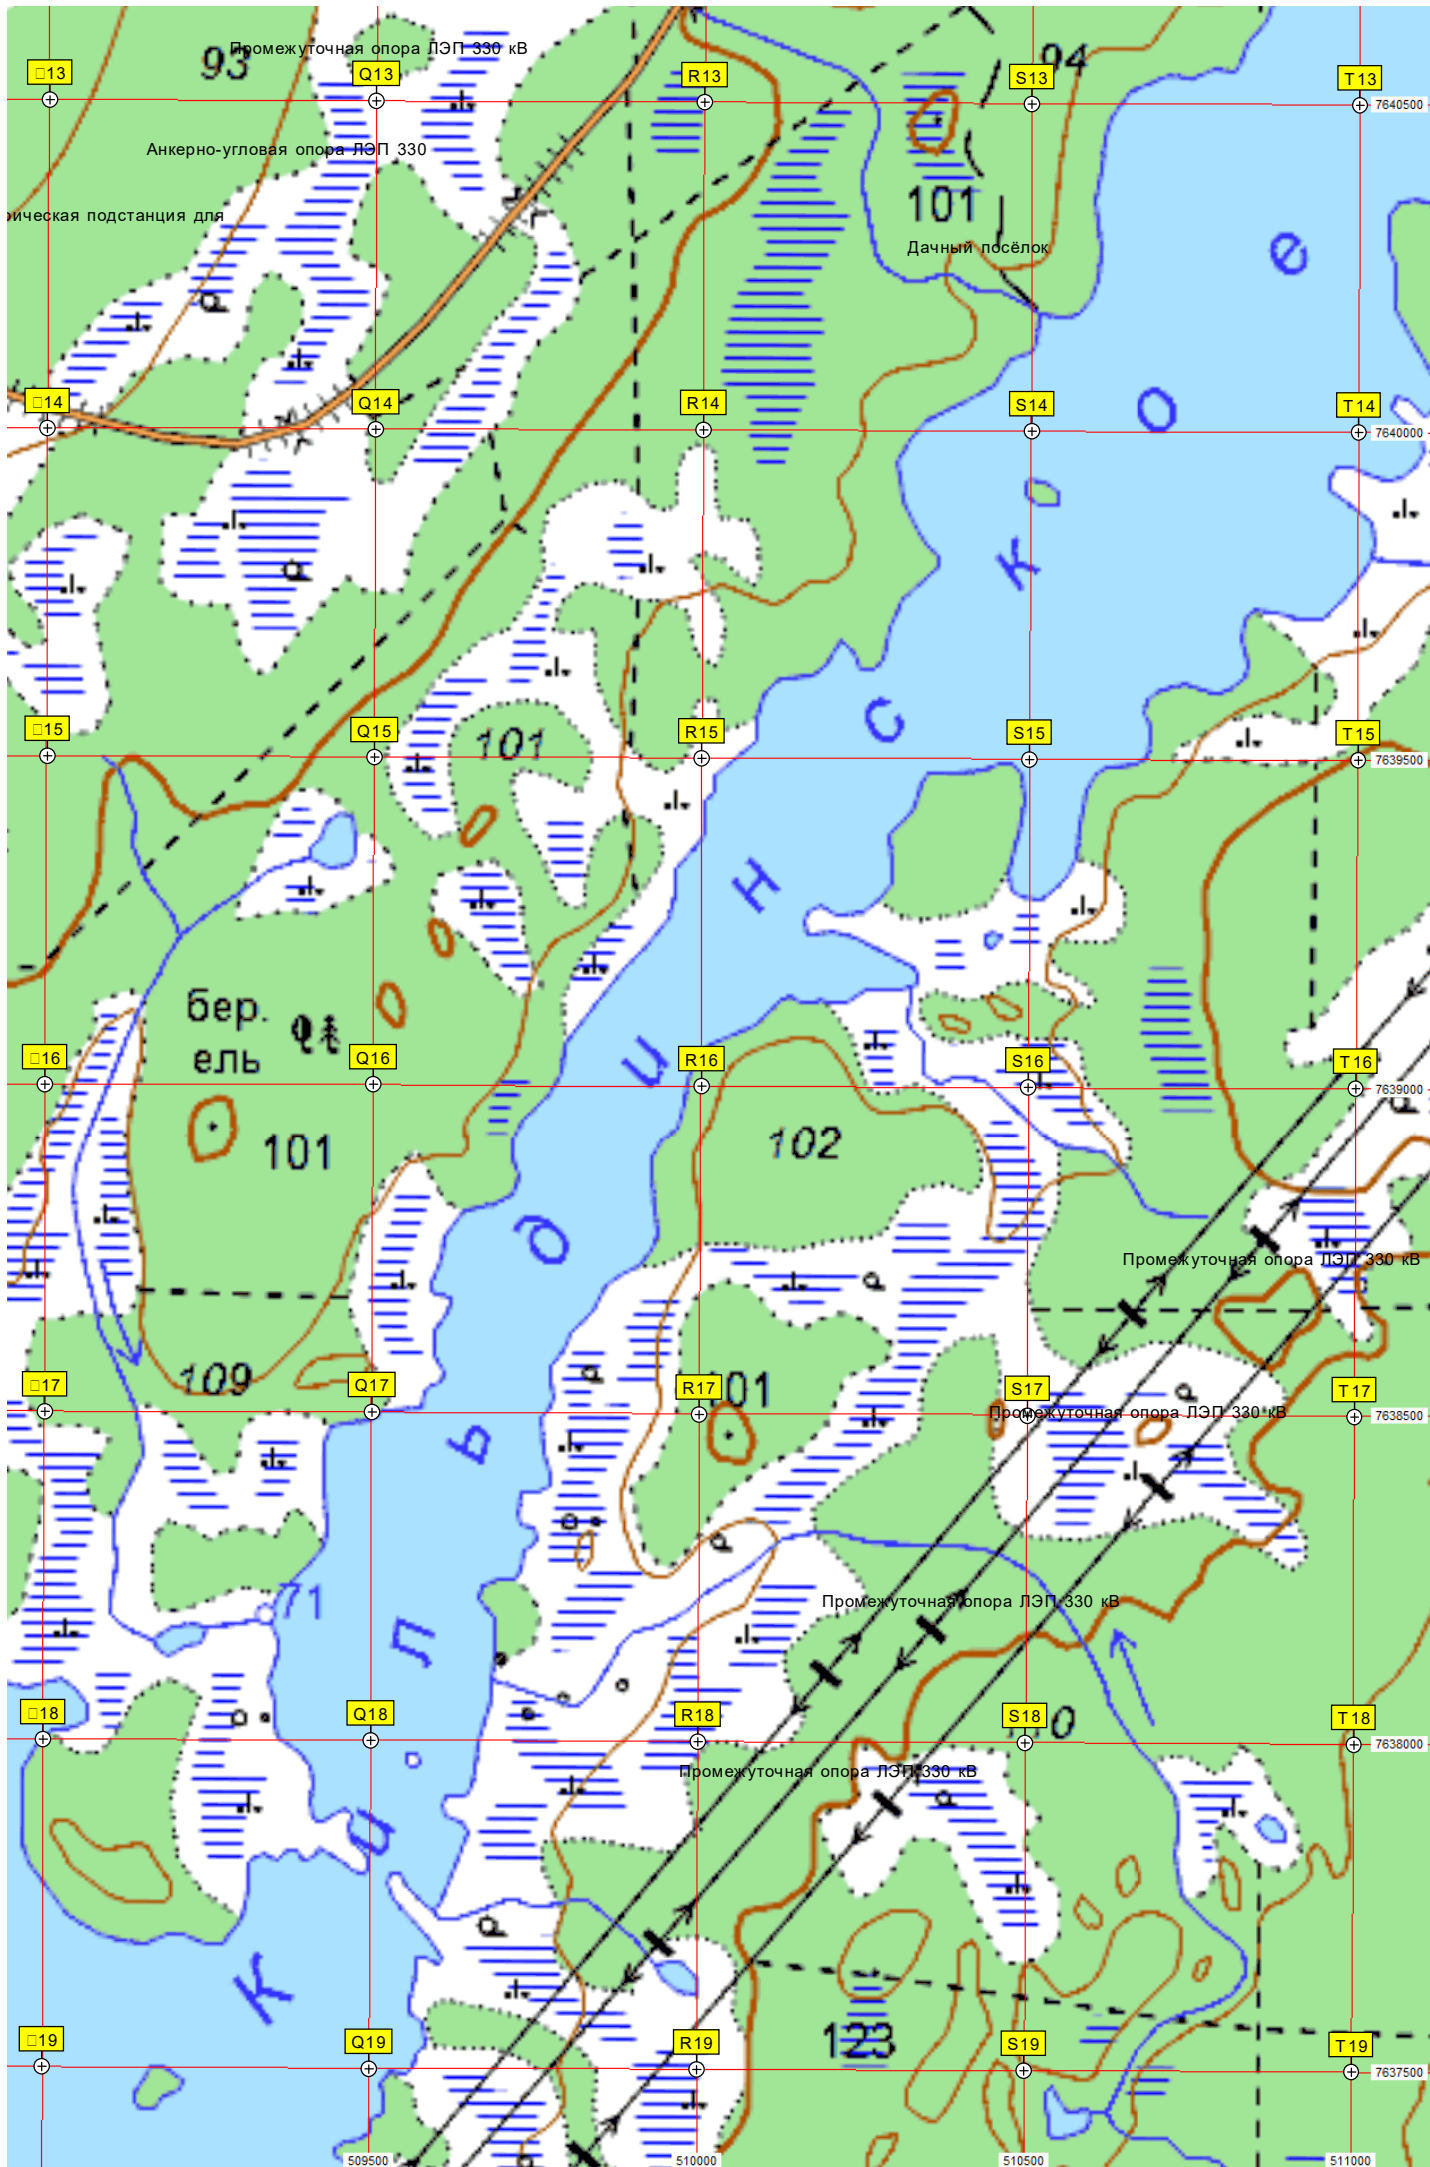 93
Промежуточная опора ЛЭП 330 кВ
94
□13
Q13
R13
S13
T13
7640500
Анкерно-угловая опора ЛЭП 330
рическая подстанция для
101
Дачный посёлок
е
□14
Q14
R14
S14
T14
7640000
о
к
с
□15
Q15
R15
S15
T15
7639500
101
н
бер.
ель
и
□16
Q16
R16
S16
T16
7639000
101
102
д
Промежуточная опора ЛЭП 330 кВ
109
□17
Q17
R17
101
S17
T17
7638500
Промежуточная опора ЛЭП 330 кВ
ь
71
Промежуточная опора ЛЭП 330 кВ
л
□18
Q18
R18
S18
T18
7638000
Промежуточная опора ЛЭП 330 кВ
и
К
123
□19
Q19
R19
S19
T19
7637500
509500
510000
510500
511000